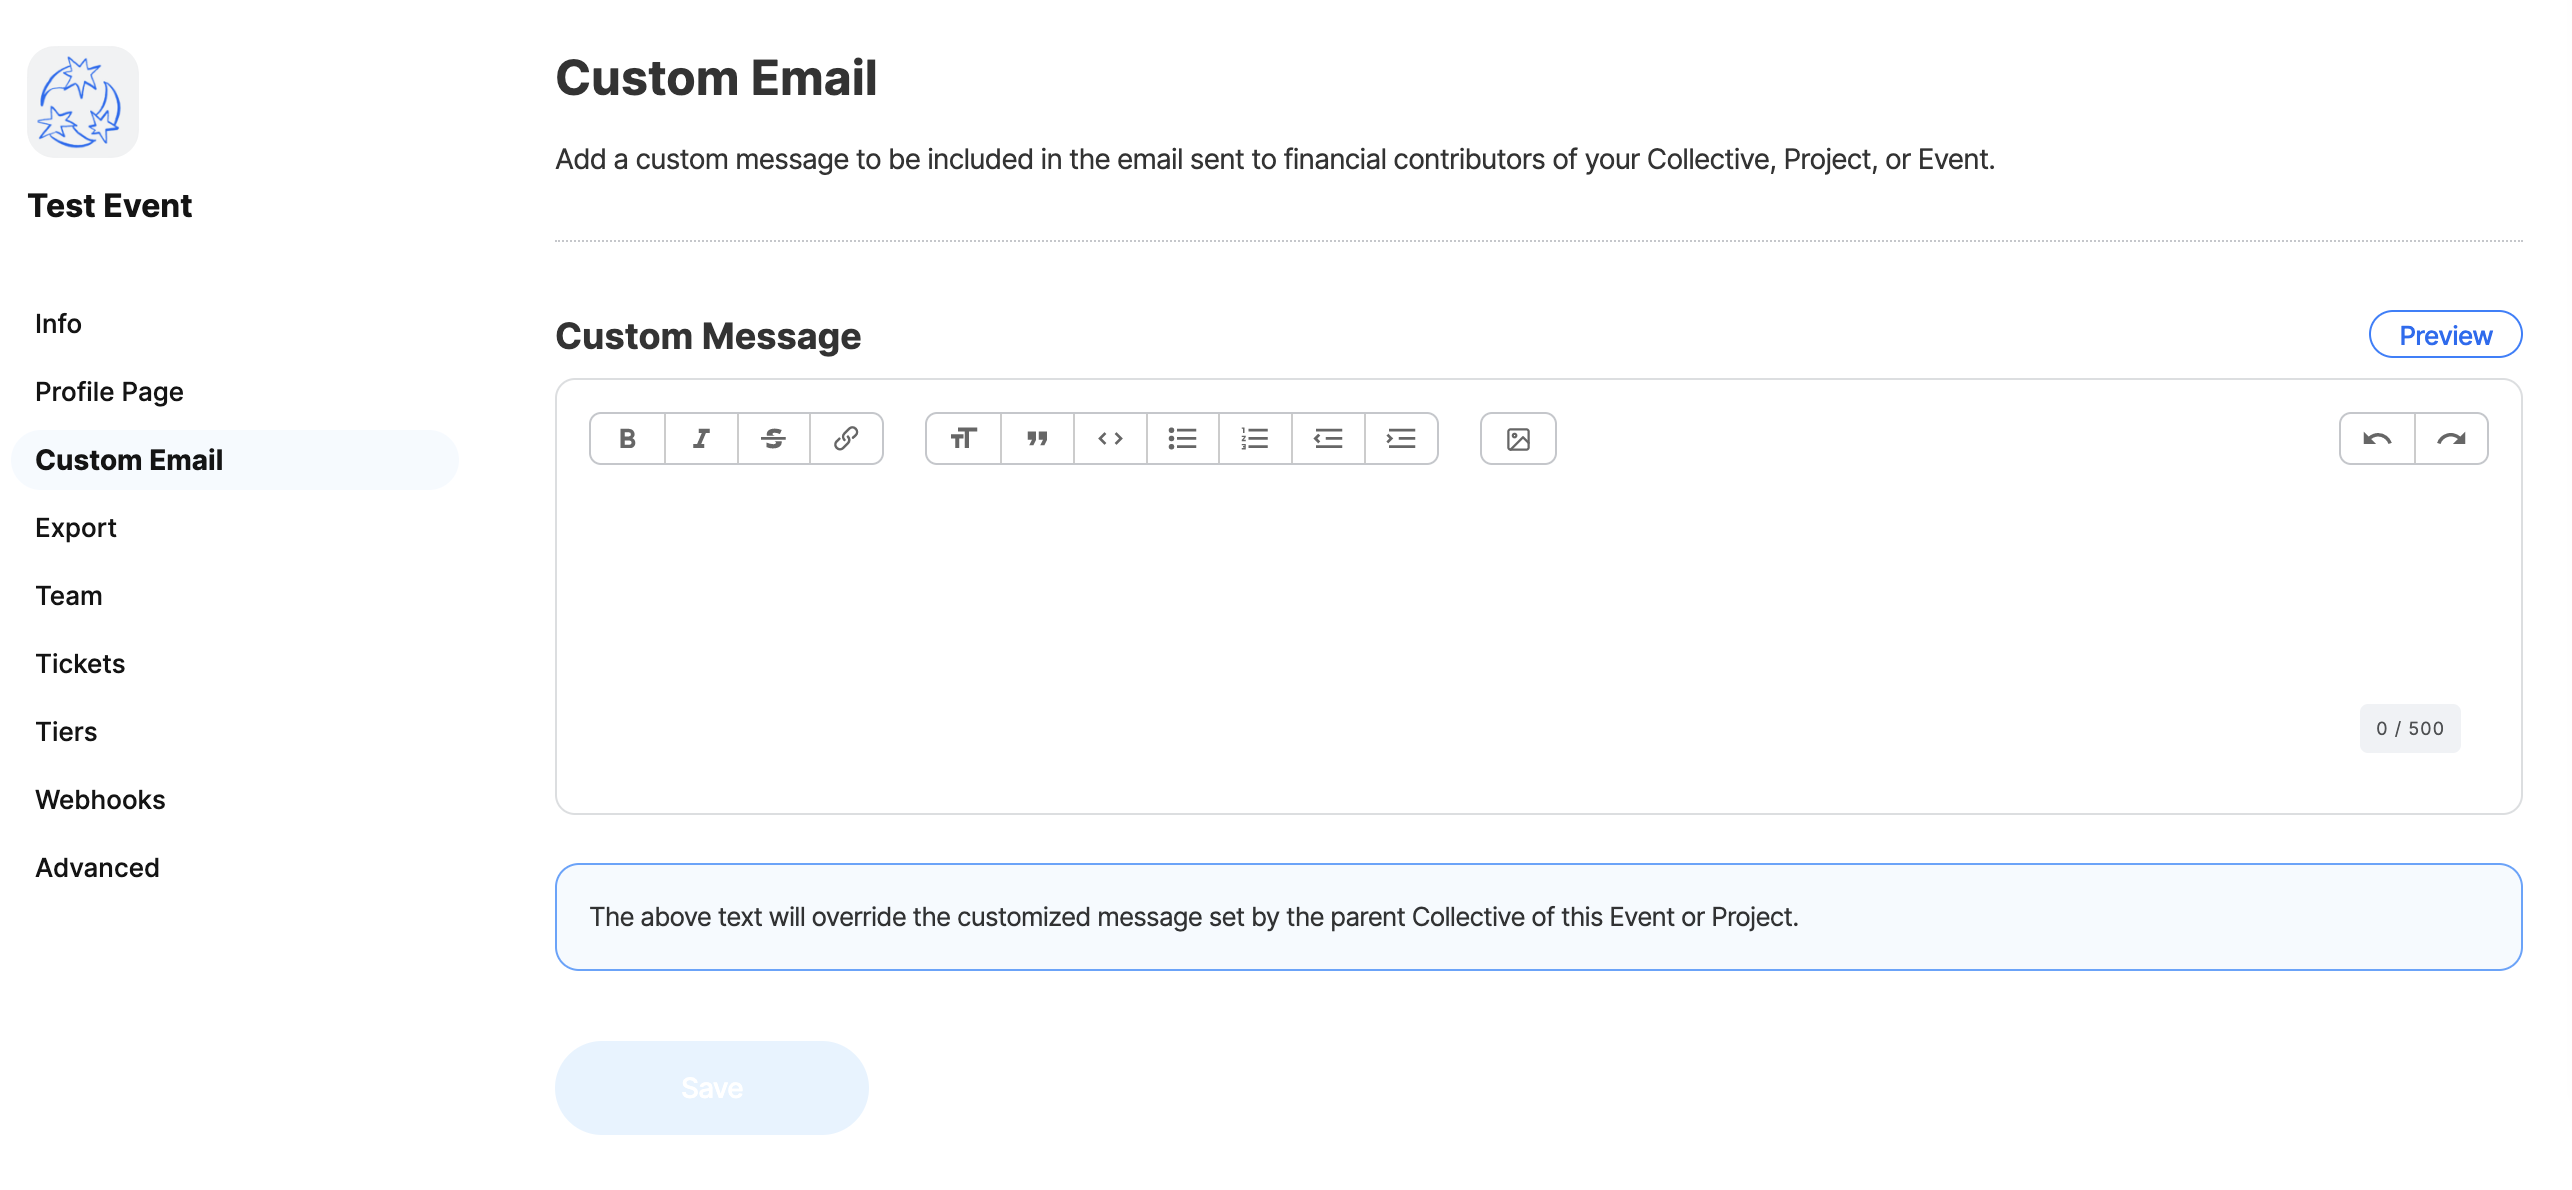 Test Event
Info
Profile Page
Custom Email
Export
Team
Tickets
Tiers
Webhooks
Advanced
Custom Email
Add a custom message to be included in the email sent to financial contributors of your Collective, Project, or Event.
Custom Message
Preview
0 / 500
The above text will override the customized message set by the parent Collective of this Event or Project.
Save